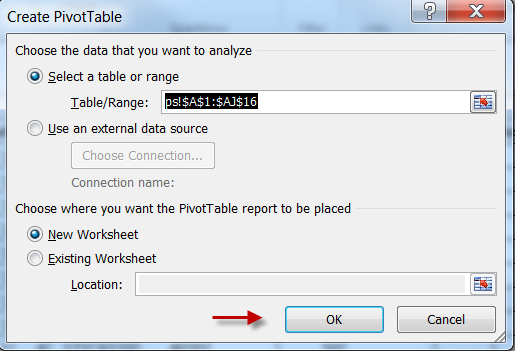 Create PivotTable
Choose the data that you want to analyze
Select a table or range
Table/Range: ps!$A$1:$AJ$16
Use an external data source
Choose Connection...
Connection name:
Choose where you want the PivotTable report to be placed
New Worksheet
Existing Worksheet
Location:
OK Cancel